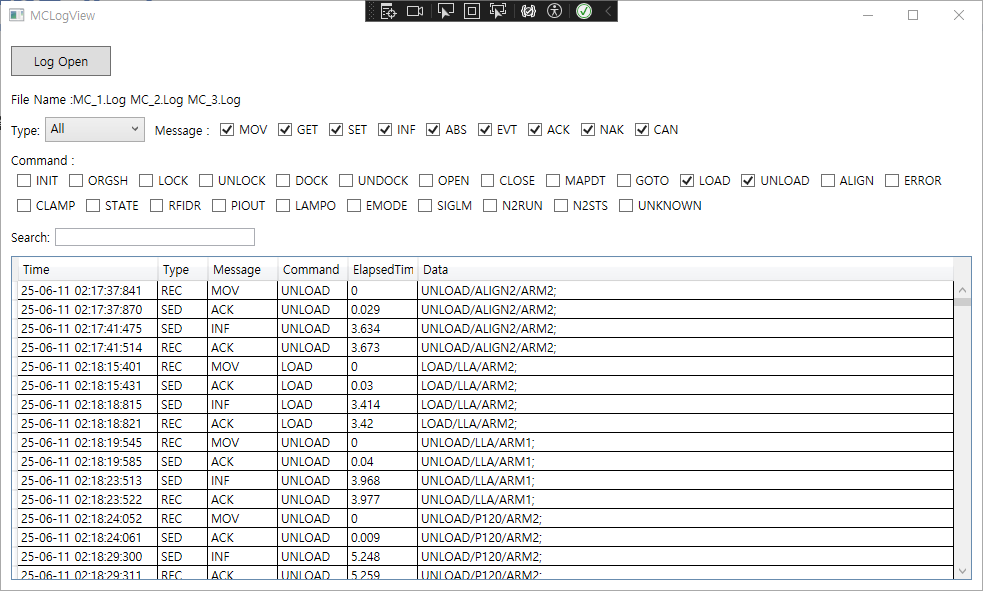 MCLogView
Log Open
File Name :MC_1.Log MC_2.Log MC_3.Log
Type: All Message : MOV GET SET INF ABS EVT ACK NAK CAN
Command :
INIT ORGSH LOCK UNLOCK DOCK UNDOCK OPEN CLOSE MAPDT GOTO LOAD UNLOAD ALIGN ERROR
CLAMP STATE RFIDR PIOUT LAMPO EMODE SIGLM N2RUN N2STS UNKNOWN
Search:
Time Type Message Command ElapsedTim Data
25-06-11 02:17:37:841 REC MOV UNLOAD 0 UNLOAD/ALIGN2/ARM2;
25-06-11 02:17:37:870 SED ACK UNLOAD 0.029 UNLOAD/ALIGN2/ARM2;
25-06-11 02:17:41:475 SED INF UNLOAD 3.634 UNLOAD/ALIGN2/ARM2;
25-06-11 02:17:41:514 REC ACK UNLOAD 3.673 UNLOAD/ALIGN2/ARM2;
25-06-11 02:18:15:401 REC MOV LOAD 0 LOAD/LLA/ARM2;
25-06-11 02:18:15:431 SED ACK LOAD 0.03 LOAD/LLA/ARM2;
25-06-11 02:18:18:815 SED INF LOAD 3.414 LOAD/LLA/ARM2;
25-06-11 02:18:18:821 REC ACK LOAD 3.42 LOAD/LLA/ARM2;
25-06-11 02:18:19:545 REC MOV UNLOAD 0 UNLOAD/LLA/ARM1;
25-06-11 02:18:19:585 SED ACK UNLOAD 0.04 UNLOAD/LLA/ARM1;
25-06-11 02:18:23:513 SED INF UNLOAD 3.968 UNLOAD/LLA/ARM1;
25-06-11 02:18:23:522 REC ACK UNLOAD 3.977 UNLOAD/LLA/ARM1;
25-06-11 02:18:24:052 REC MOV UNLOAD 0 UNLOAD/P120/ARM2;
25-06-11 02:18:24:061 SED ACK UNLOAD 0.009 UNLOAD/P120/ARM2;
25-06-11 02:18:29:300 SED INF UNLOAD 5.248 UNLOAD/P120/ARM2;
25-06-11 02:18:29:311 REC ACK UNLOAD 5.259 UNLOAD/P120/ARM2;